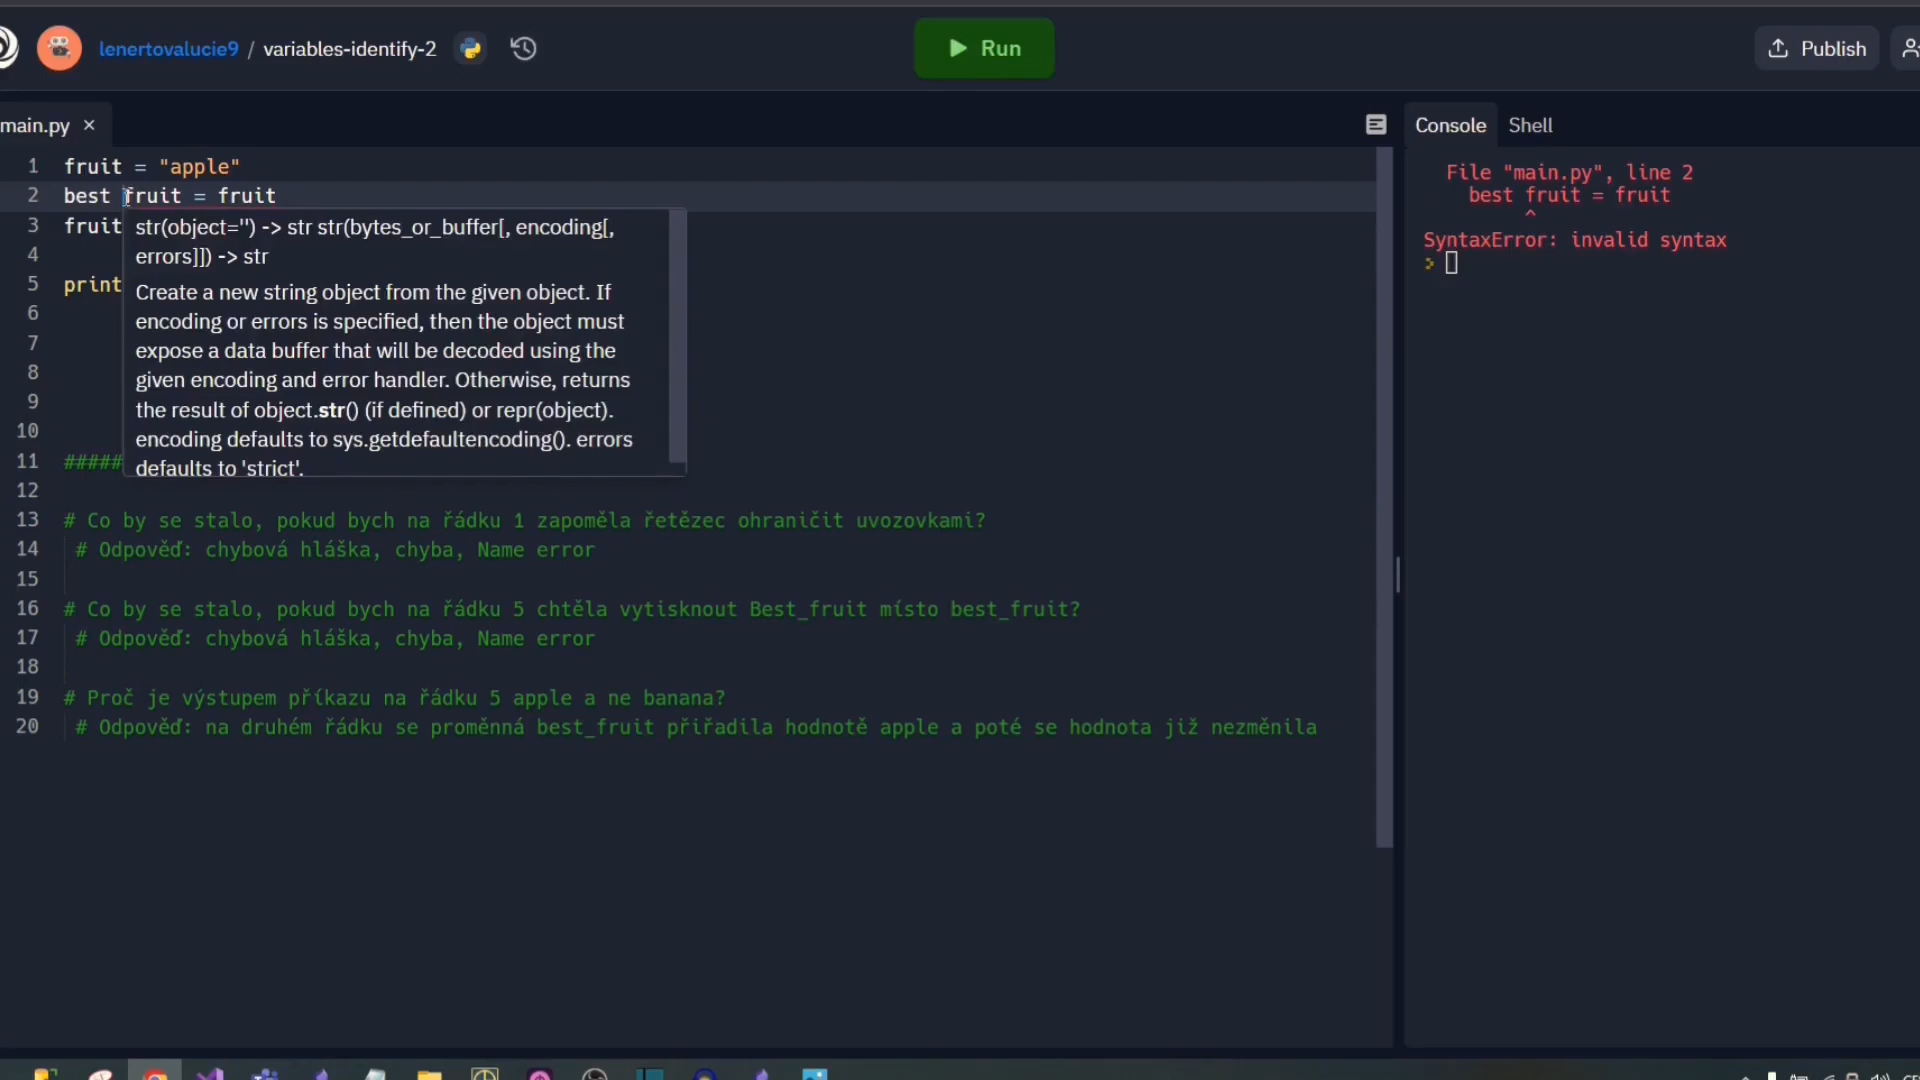 lenertovalucie9 / variables-identify-2
Run
Publish
main.py ×
Console Shell
1 fruit = "apple"
2 best fruit = fruit
3 fruit
4
5 print
6
7
8
9
10
11 #####
12
13 # Co by se stalo, pokud bych na řádku 1 zapoměla řetězec ohraničit uvozovkami?
14 # Odpověď: chybová hláška, chyba, Name error
15
16 # Co by se stalo, pokud bych na řádku 5 chtěla vytisknout Best_fruit místo best_fruit?
17 # Odpověď: chybová hláška, chyba, Name error
18
19 # Proč je výstupem příkazu na řádku 5 apple a ne banana?
20 # Odpověď: na druhém řádku se proměnná best_fruit přiřadila hodnotě apple a poté se hodnota již nezměnila
str(object='') -> str str(bytes_or_buffer[, encoding[,
errors]]) -> str
Create a new string object from the given object. If
encoding or errors is specified, then the object must
expose a data buffer that will be decoded using the
given encoding and error handler. Otherwise, returns
the result of object.str() (if defined) or repr(object).
encoding defaults to sys.getdefaultencoding(). errors
defaults to 'strict'.
File "main.py", line 2
best fruit = fruit
^
SyntaxError: invalid syntax
>